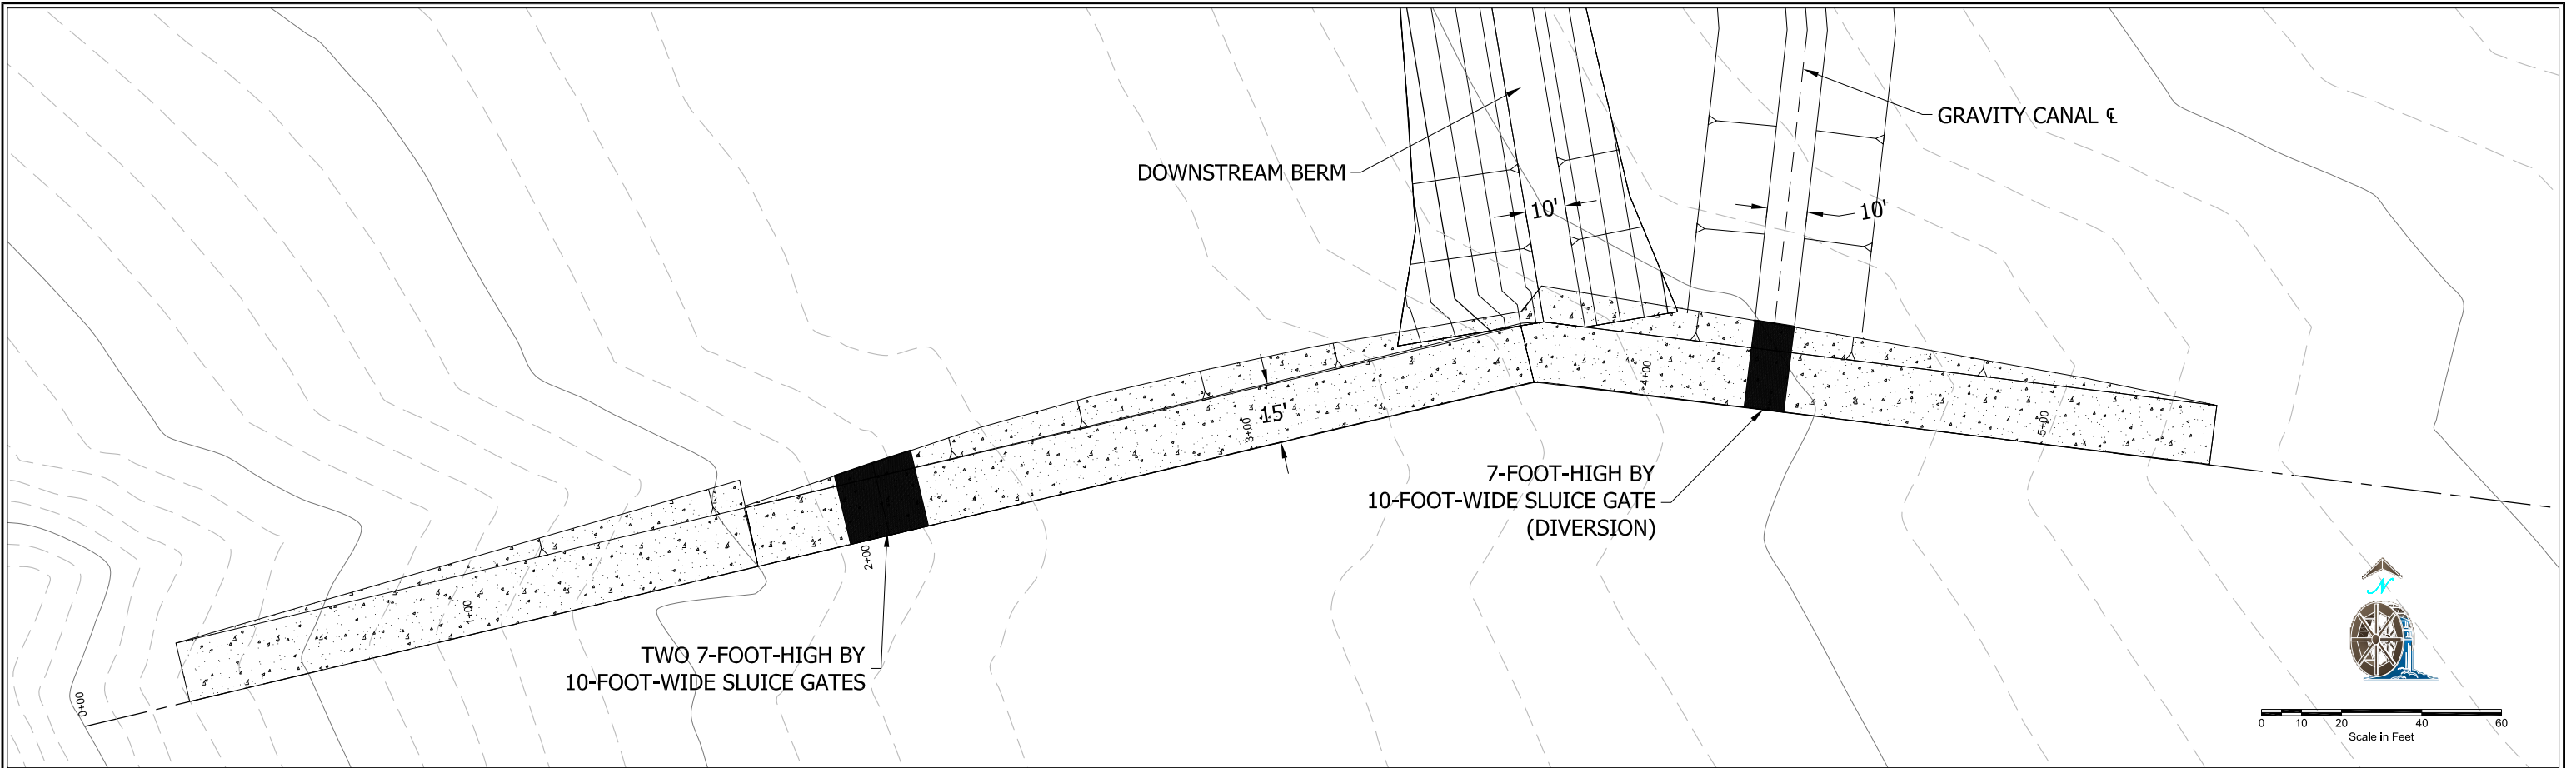 GRAVITY CANAL ℄
DOWNSTREAM BERM
10'
10'
15'
7-FOOT-HIGH BY
10-FOOT-WIDE SLUICE GATE
(DIVERSION)
TWO 7-FOOT-HIGH BY
10-FOOT-WIDE SLUICE GATES
0+00
1+00
2+00
3+00
4+00
5+00
N
0 10 20 40 60
Scale in Feet